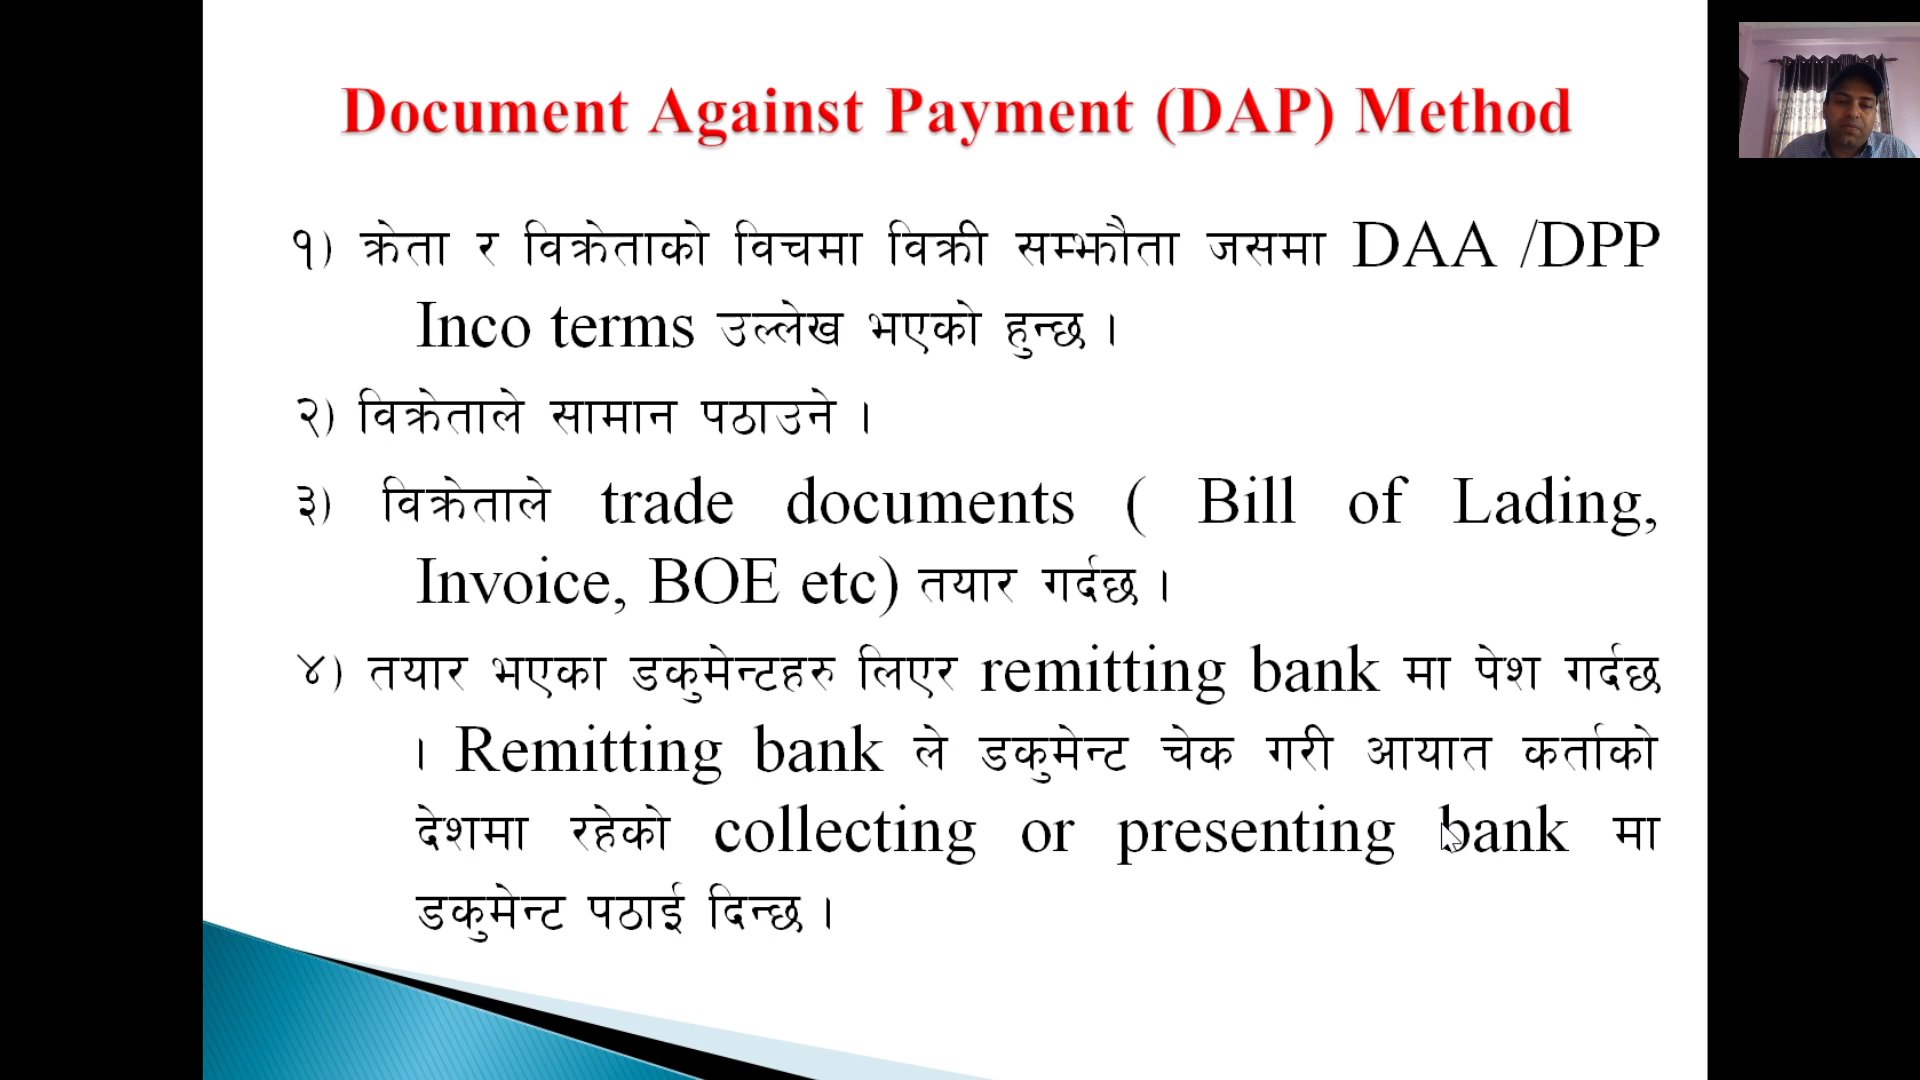 Document Against Payment (DAP) Method
१) क्रेता र विक्रेताको विचमा विक्री सम्झौता जसमा DAA /DPP
Inco terms उल्लेख भएको हुन्छ ।
२) विक्रेताले सामान पठाउने ।
३) विक्रेताले trade documents ( Bill of Lading,
Invoice, BOE etc) तयार गर्दछ ।
४) तयार भएका डकुमेन्टहरु लिएर remitting bank मा पेश गर्दछ
। Remitting bank ले डकुमेन्ट चेक गरी आयात कर्ताको
देशमा रहेको collecting or presenting bank मा
डकुमेन्ट पठाई दिन्छ ।